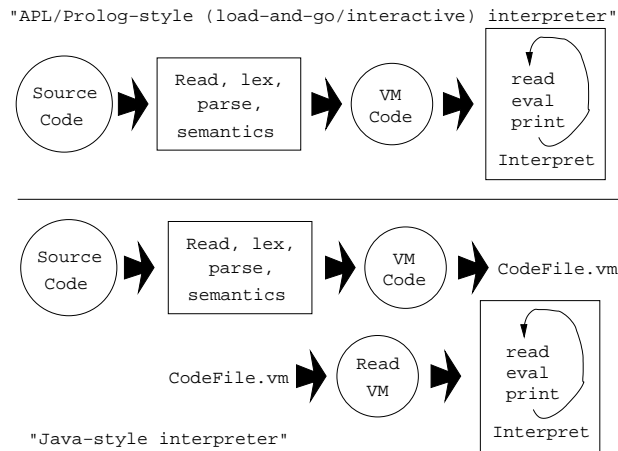 "APL/Prolog-style (load-and-go/interactive) interpreter"
Source
Code
Read, lex,
parse,
semantics
VM
Code
read
eval
print
Interpret
Source
Code
Read, lex,
parse,
semantics
VM
Code
CodeFile.vm
CodeFile.vm
Read
VM
read
eval
print
Interpret
"Java-style interpreter"